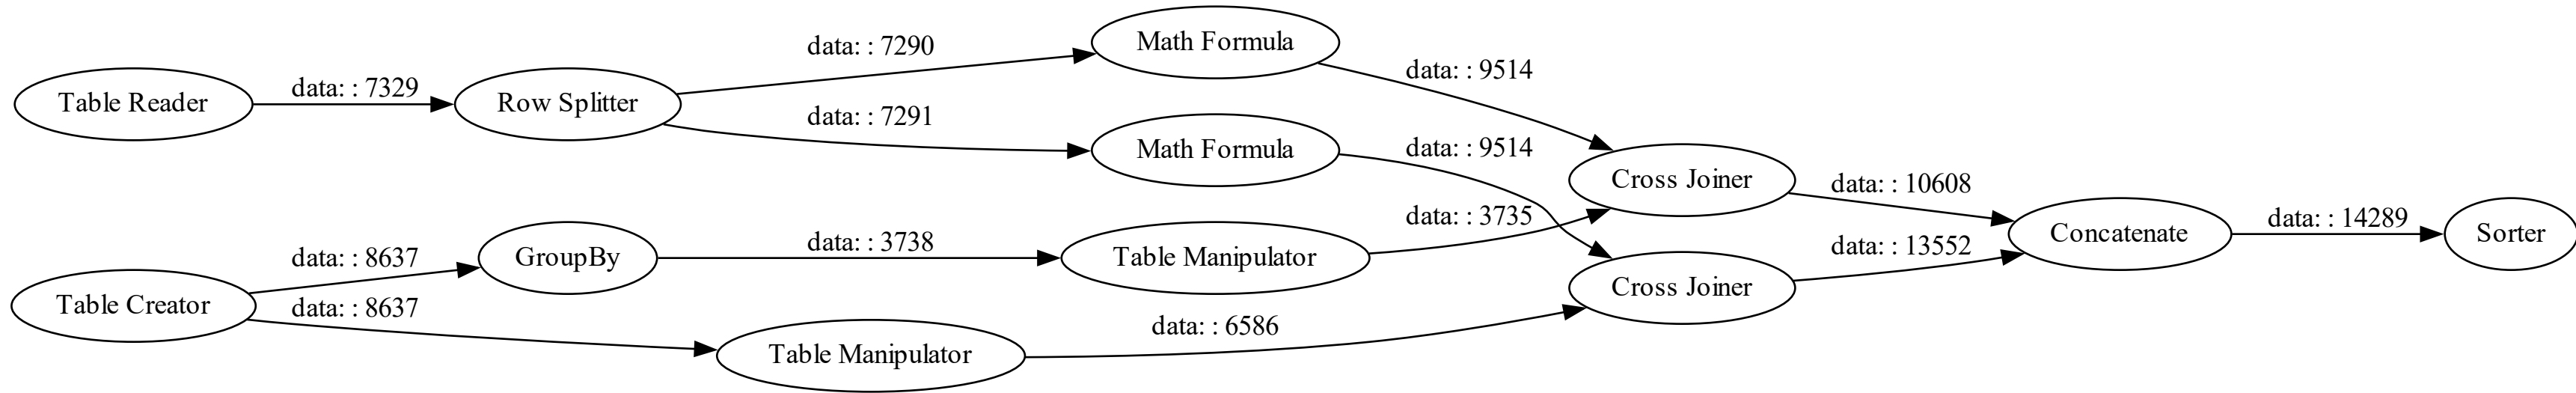 Table Reader
data: : 7329
Row Splitter
data: : 7290
data: : 7291
Math Formula
Math Formula
data: : 9514
data: : 9514
Table Creator
data: : 8637
data: : 8637
GroupBy
data: : 3738
Table Manipulator
data: : 3735
Table Manipulator
data: : 6586
Cross Joiner
Cross Joiner
data: : 10608
data: : 13552
Concatenate
data: : 14289
Sorter